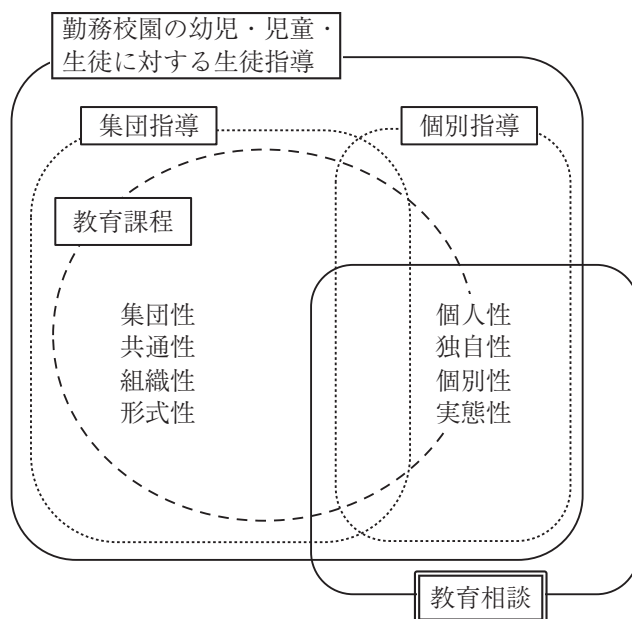 勤務校園の幼児・児童・
生徒に対する生徒指導
集団指導
個別指導
教育課程
集団性
共通性
組織性
形式性
個人性
独自性
個別性
実態性
教育相談